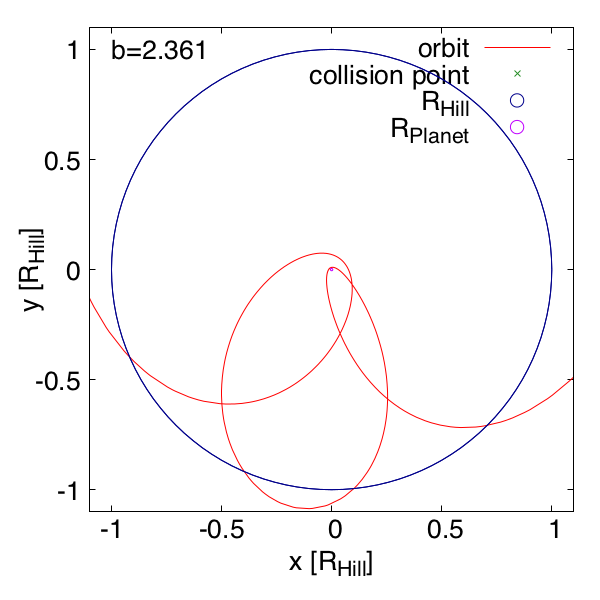 b=2.361
orbit
collision point
R_Hill
R_Planet
1
0.5
0
-0.5
-1
y [R_Hill]
-1
-0.5
0
0.5
1
x [R_Hill]